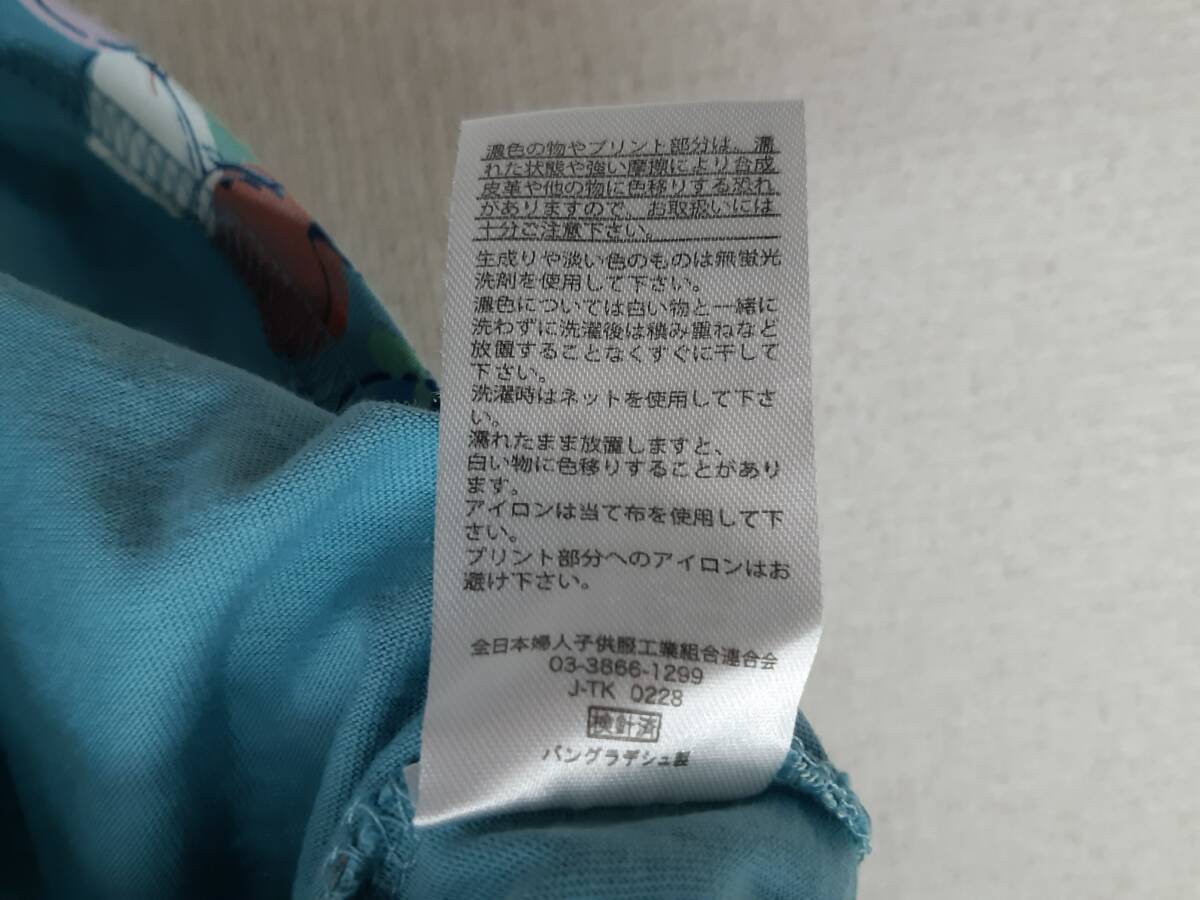 濃色の物やプリント部分は、濡
れた状態や強い摩擦により合成
皮革や他の物に色移りする恐れ
がありますので、お取扱いには
十分ご注意下さい。
生成りや淡い色のものは無蛍光
洗剤を使用して下さい。
濃色については白い物と一緒に
洗わずに洗濯後は積み重ねなど
放置することなくすぐに干して
下さい。
洗濯時はネットを使用して下さ
い。
濡れたまま放置しますと、
白い物に色移りすることがあり
ます。
アイロンは当て布を使用して下
さい。
プリント部分へのアイロンはお
避け下さい。
全日本婦人子供服工業組合連合会
03-3866-1299
J-TK 0228
検針済
バングラデシュ製